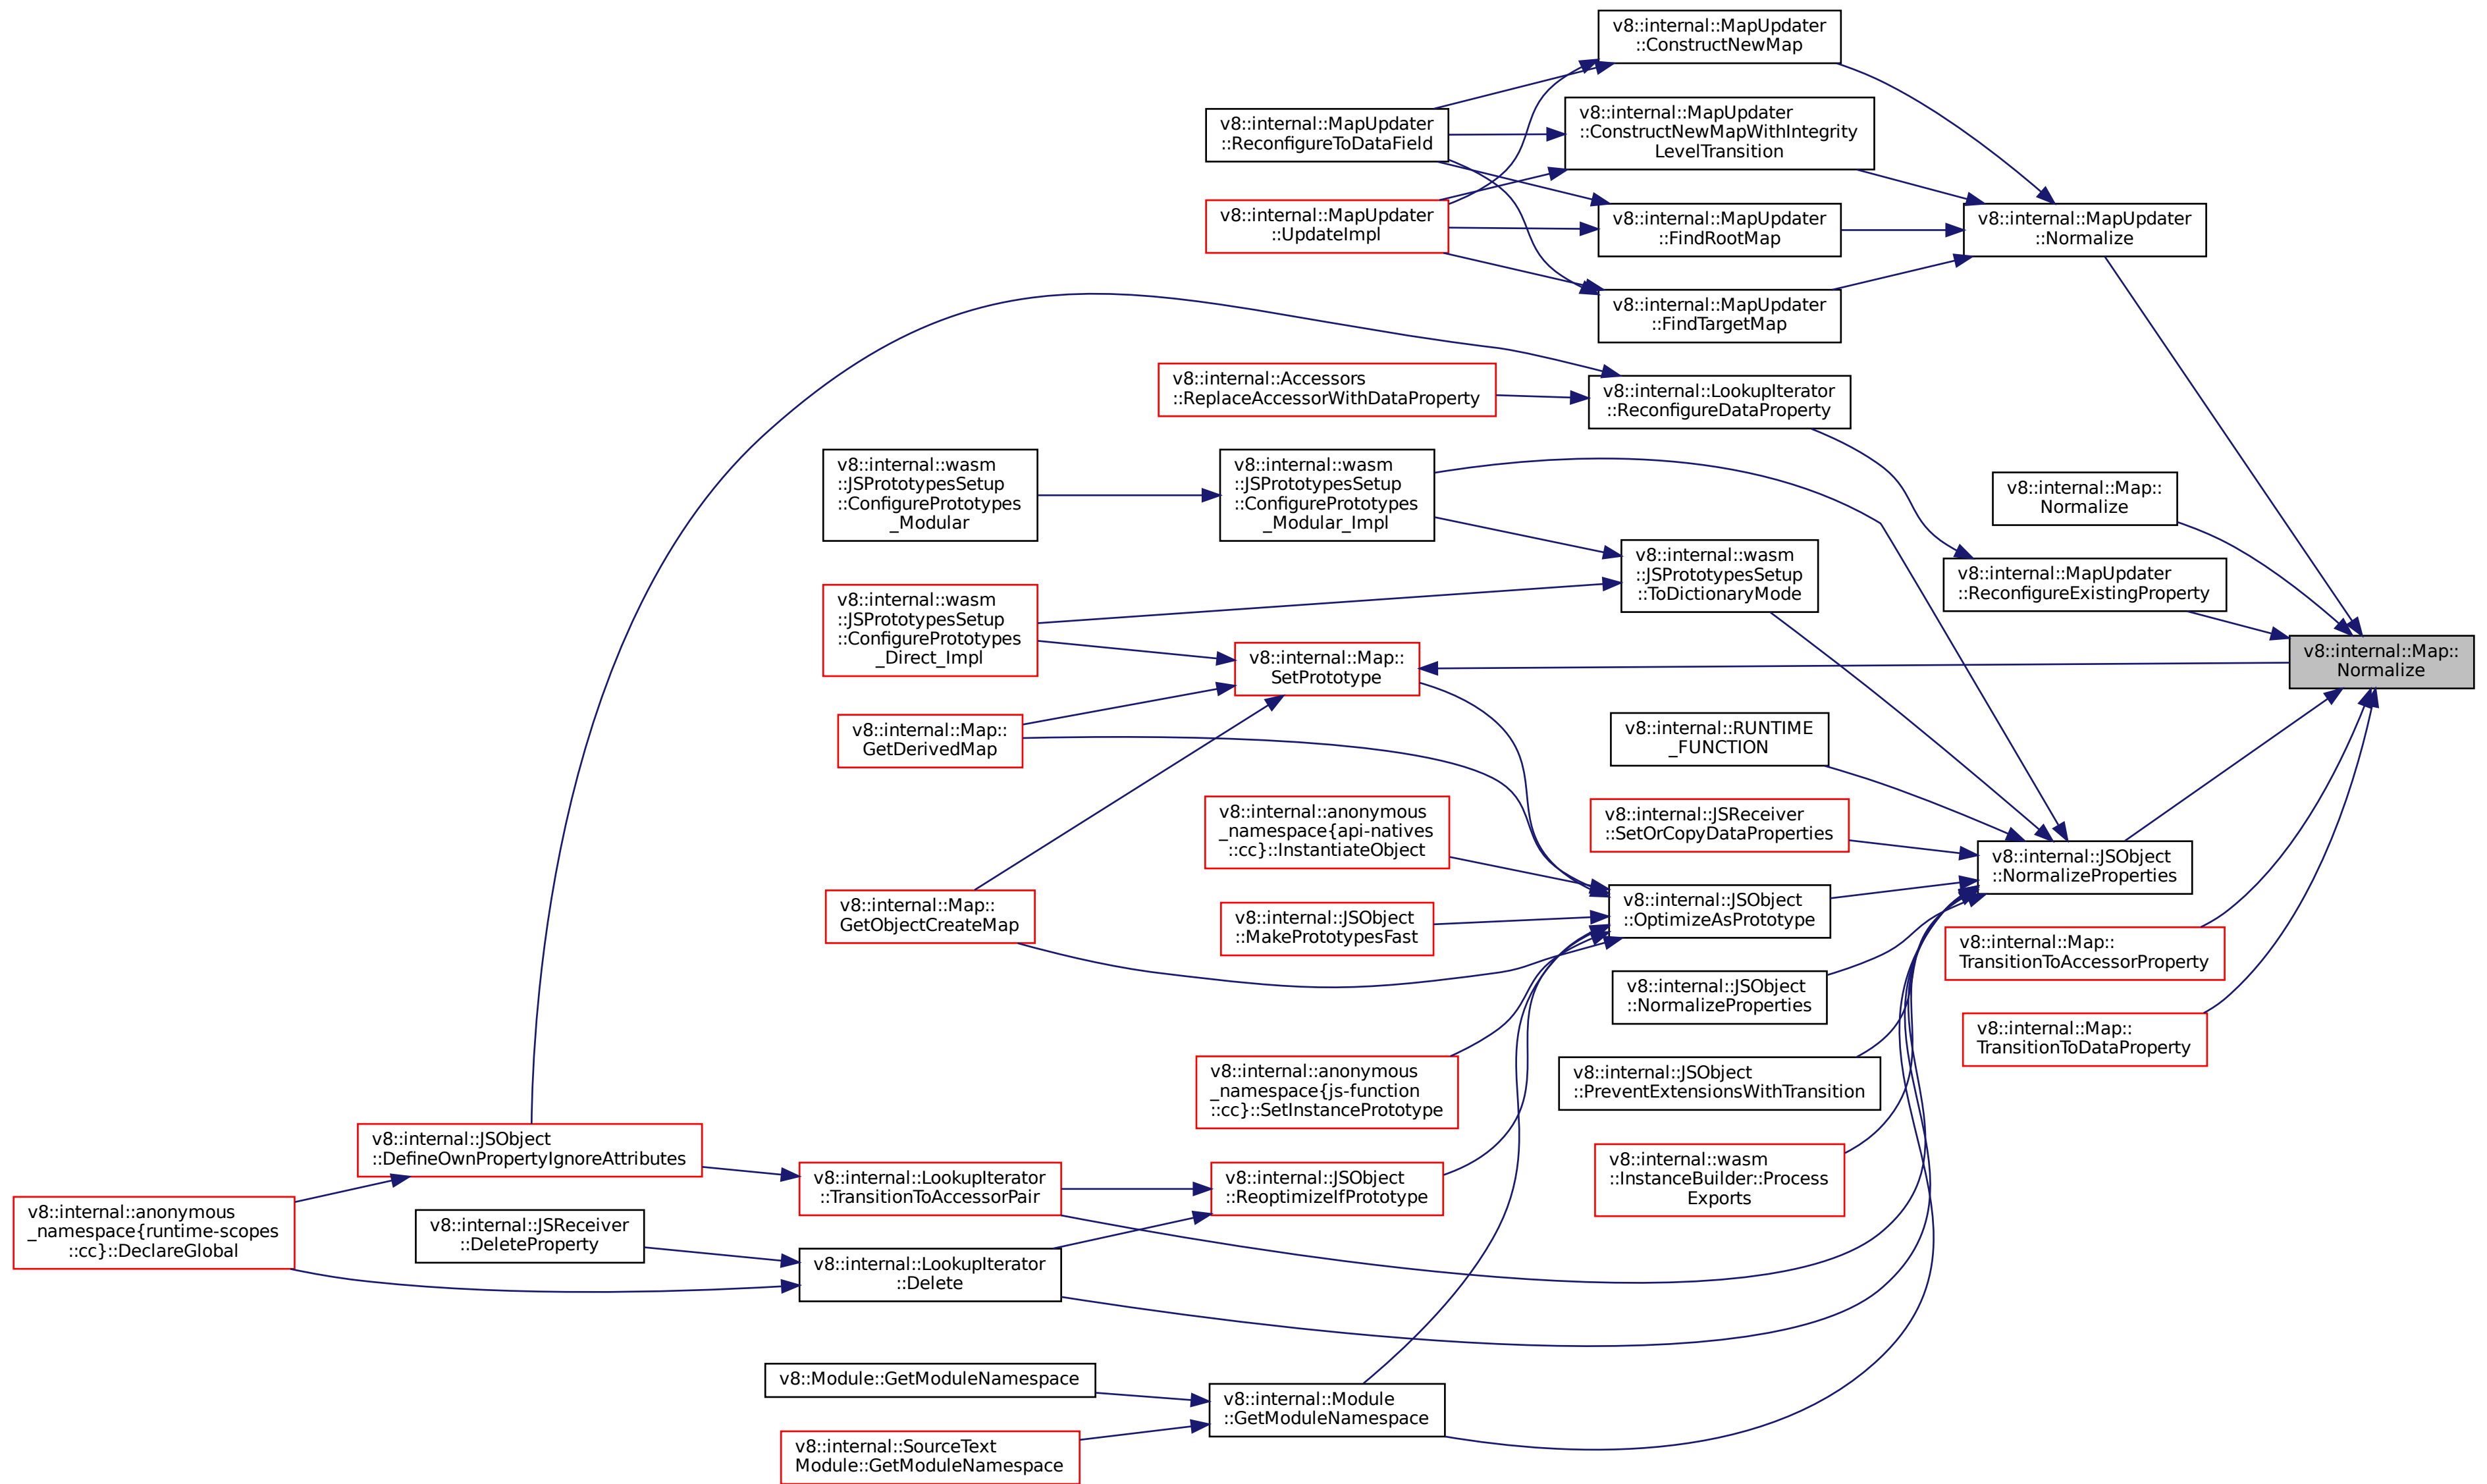 v8::internal::MapUpdater
::ConstructNewMap
v8::internal::MapUpdater
::ReconfigureToDataField
v8::internal::MapUpdater
::ConstructNewMapWithIntegrity
LevelTransition
v8::internal::MapUpdater
::UpdateImpl
v8::internal::MapUpdater
::FindRootMap
v8::internal::MapUpdater
::Normalize
v8::internal::MapUpdater
::FindTargetMap
v8::internal::Accessors
::ReplaceAccessorWithDataProperty
v8::internal::LookupIterator
::ReconfigureDataProperty
v8::internal::wasm
::JSPrototypesSetup
::ConfigurePrototypes
_Modular
v8::internal::wasm
::JSPrototypesSetup
::ConfigurePrototypes
_Modular_Impl
v8::internal::Map::
Normalize
v8::internal::wasm
::JSPrototypesSetup
::ToDictionaryMode
v8::internal::MapUpdater
::ReconfigureExistingProperty
v8::internal::wasm
::JSPrototypesSetup
::ConfigurePrototypes
_Direct_Impl
v8::internal::Map::
SetPrototype
v8::internal::Map::
Normalize
v8::internal::Map::
GetDerivedMap
v8::internal::RUNTIME
_FUNCTION
v8::internal::anonymous
_namespace{api-natives
::cc}::InstantiateObject
v8::internal::JSReceiver
::SetOrCopyDataProperties
v8::internal::JSObject
::NormalizeProperties
v8::internal::Map::
GetObjectCreateMap
v8::internal::JSObject
::MakePrototypesFast
v8::internal::JSObject
::OptimizeAsPrototype
v8::internal::Map::
TransitionToAccessorProperty
v8::internal::JSObject
::NormalizeProperties
v8::internal::Map::
TransitionToDataProperty
v8::internal::anonymous
_namespace{js-function
::cc}::SetInstancePrototype
v8::internal::JSObject
::PreventExtensionsWithTransition
v8::internal::JSObject
::DefineOwnPropertyIgnoreAttributes
v8::internal::LookupIterator
::TransitionToAccessorPair
v8::internal::JSObject
::ReoptimizeIfPrototype
v8::internal::wasm
::InstanceBuilder::Process
Exports
v8::internal::anonymous
_namespace{runtime-scopes
::cc}::DeclareGlobal
v8::internal::JSReceiver
::DeleteProperty
v8::internal::LookupIterator
::Delete
v8::Module::GetModuleNamespace
v8::internal::Module
::GetModuleNamespace
v8::internal::SourceText
Module::GetModuleNamespace